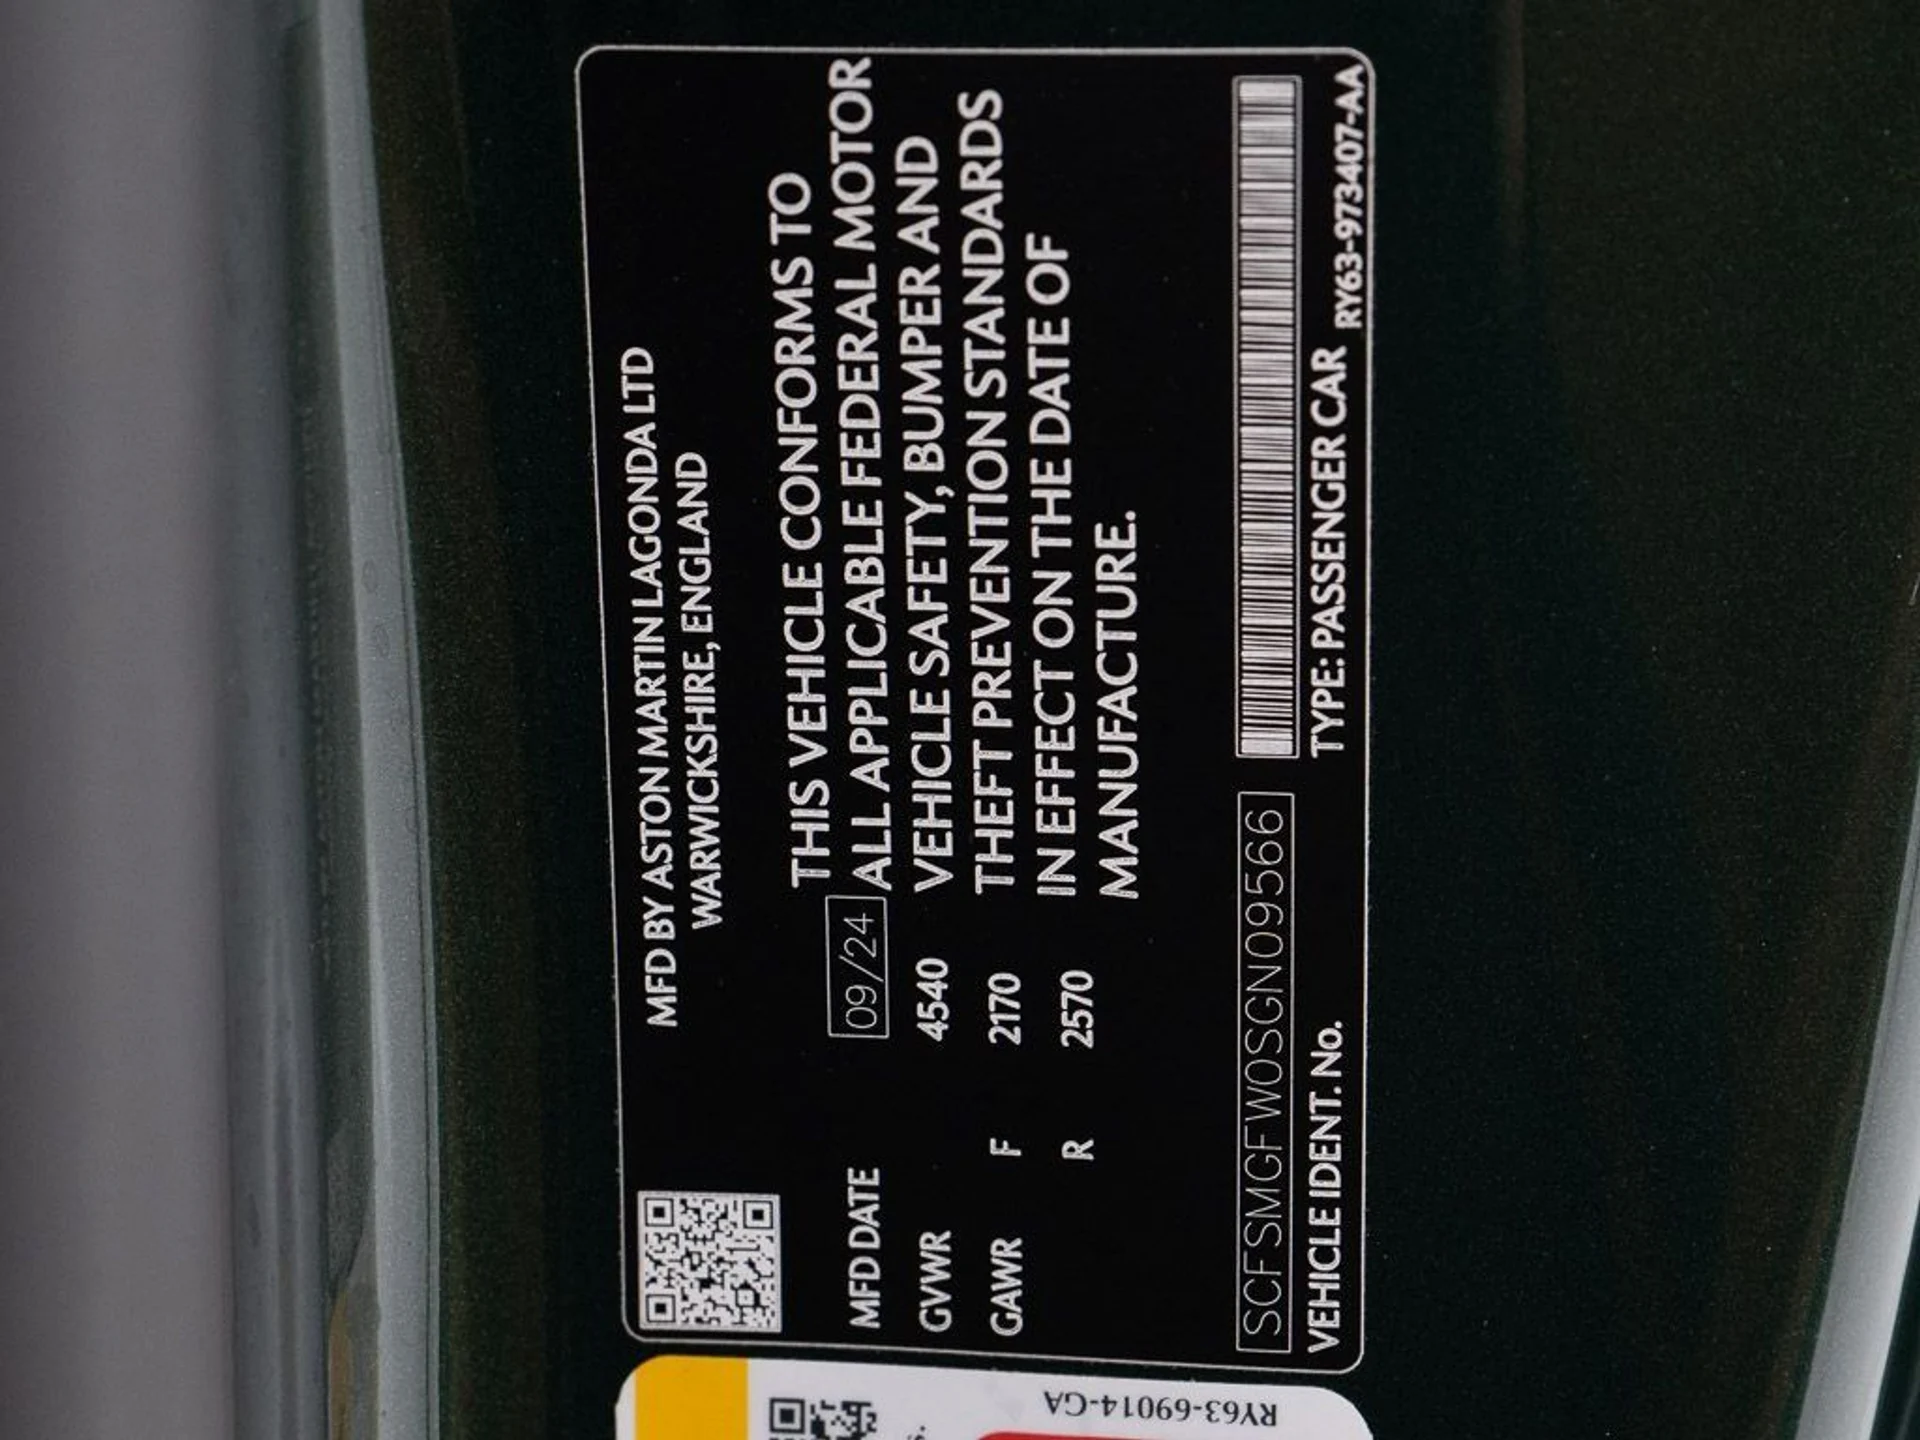 MFD BY ASTON MARTIN LAGONDA LTD
WARWICKSHIRE, ENGLAND
THIS VEHICLE CONFORMS TO
MFD DATE 09/24 ALL APPLICABLE FEDERAL MOTOR
GVWR 4540 VEHICLE SAFETY, BUMPER AND
GAWR F 2170 THEFT PREVENTION STANDARDS
R 2570 IN EFFECT ON THE DATE OF
MANUFACTURE.
SCFSMGFW0SGN09566
VEHICLE IDENT. No. TYPE: PASSENGER CAR RY63-973407-AA
RY63-69014-GA